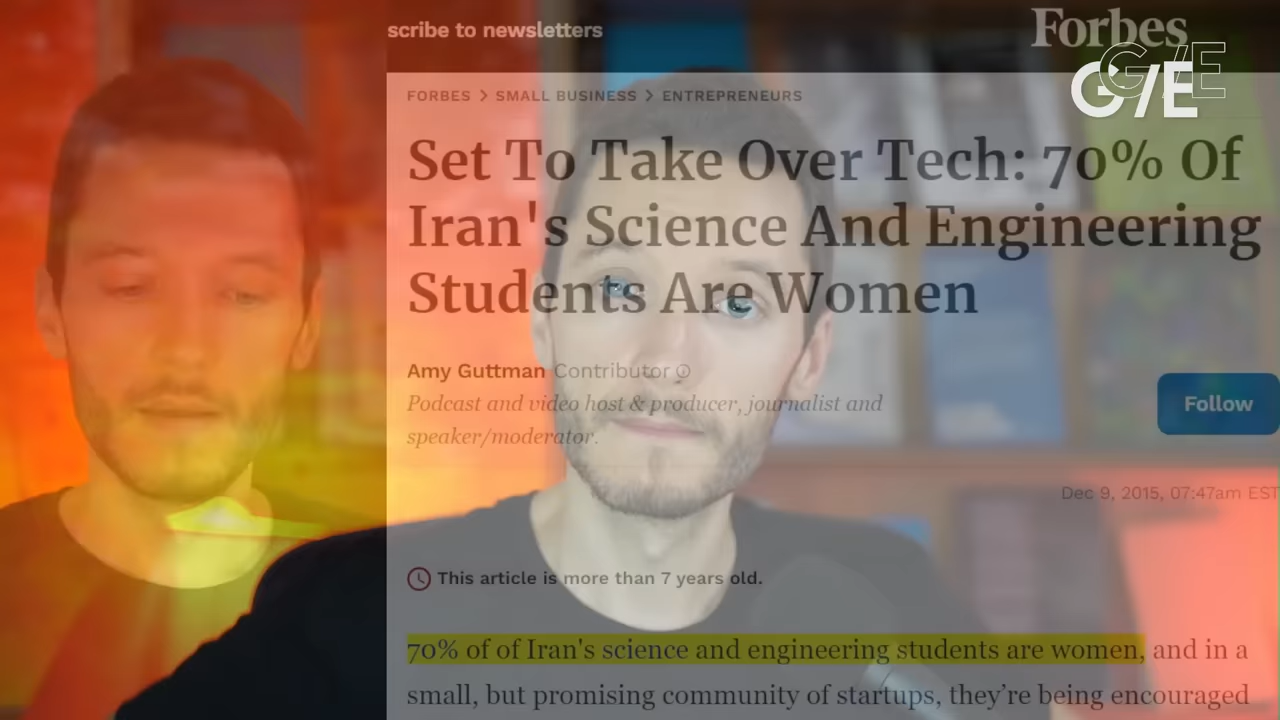 scribe to newsletters
Forbes
G/E
G/E
FORBES > SMALL BUSINESS > ENTREPRENEURS
Set To Take Over Tech: 70% Of
Iran's Science And Engineering
Students Are Women
Amy Guttman Contributor
Podcast and video host & producer, journalist and
speaker/moderator.
Follow
Dec 9, 2015, 07:47am EST
This article is more than 7 years old.
70% of of Iran's science and engineering students are women, and in a
small, but promising community of startups, they’re being encouraged